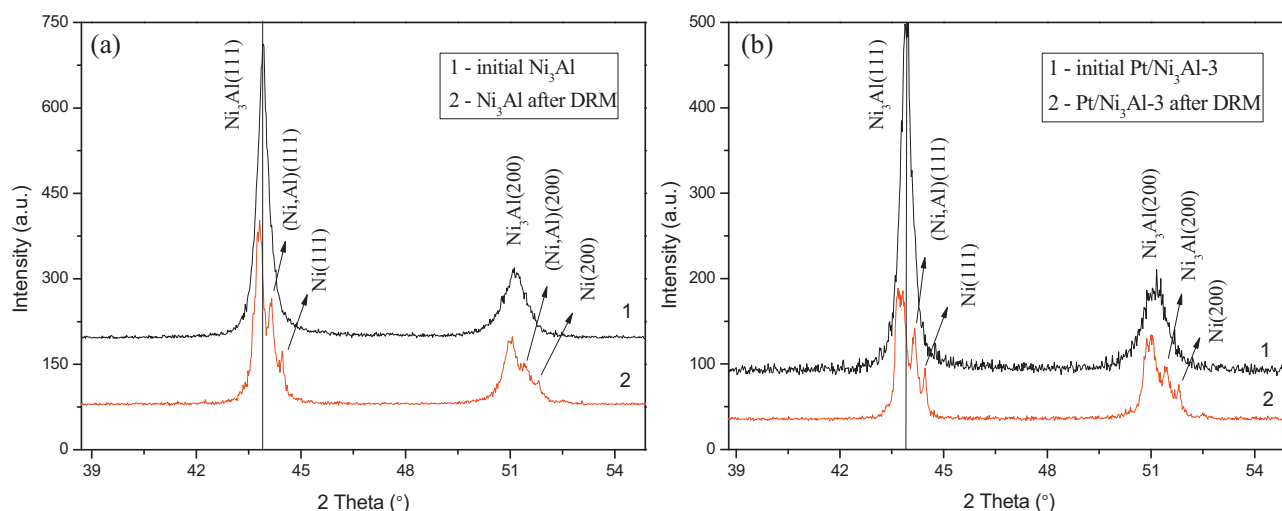 (a)
1 - initial Ni₃Al
2 - Ni₃Al after DRM
Ni₃Al(111)
(Ni,Al)(111)
Ni(111)
Ni₃Al(200)
(Ni,Al)(200)
Ni(200)
1
2
750
600
450
300
150
0
Intensity (a.u.)
39 42 45 48 51 54
2 Theta (°)
(b)
1 - initial Pt/Ni₃Al-3
2 - Pt/Ni₃Al-3 after DRM
Ni₃Al(111)
(Ni,Al)(111)
Ni(111)
Ni₃Al(200)
Ni₃Al(200)
Ni(200)
1
2
500
400
300
200
100
0
Intensity (a.u.)
39 42 45 48 51 54
2 Theta (°)